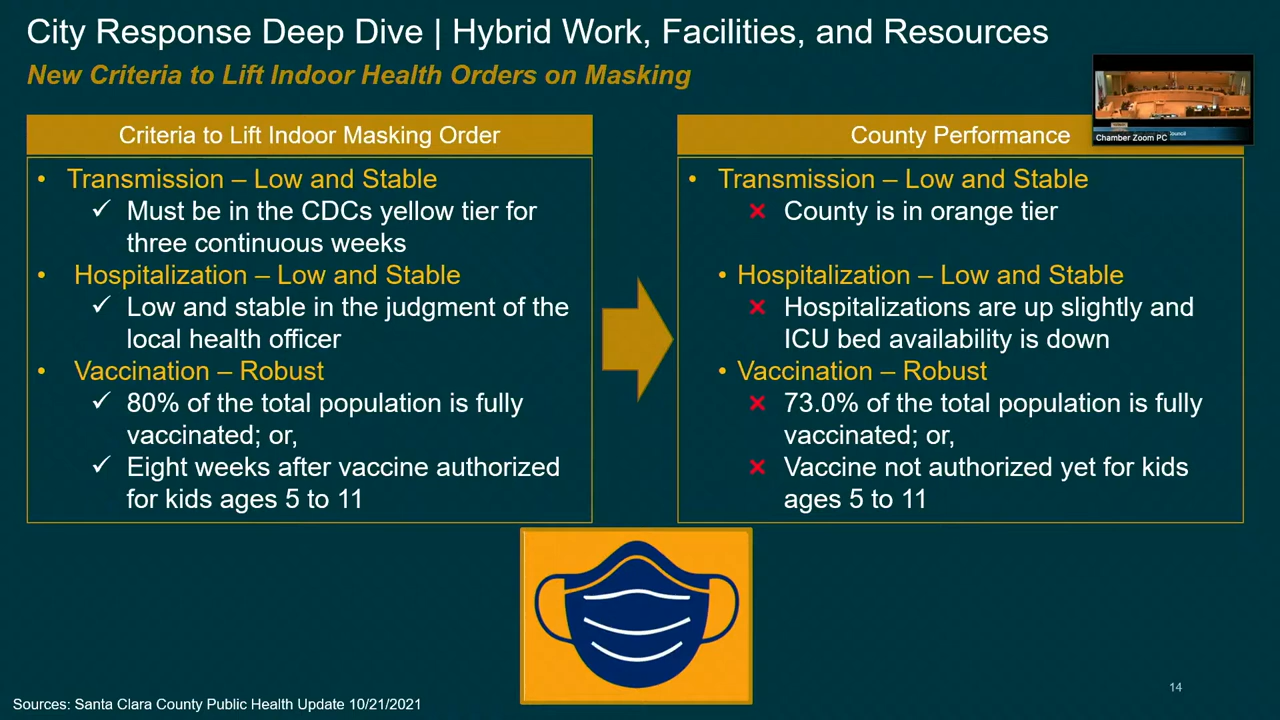 City Response Deep Dive | Hybrid Work, Facilities, and Resources
New Criteria to Lift Indoor Health Orders on Masking
Criteria to Lift Indoor Masking Order
• Transmission – Low and Stable
✓ Must be in the CDCs yellow tier for
three continuous weeks
• Hospitalization – Low and Stable
✓ Low and stable in the judgment of the
local health officer
• Vaccination – Robust
✓ 80% of the total population is fully
vaccinated; or,
✓ Eight weeks after vaccine authorized
for kids ages 5 to 11
County Performance
• Transmission – Low and Stable
× County is in orange tier
• Hospitalization – Low and Stable
× Hospitalizations are up slightly and
ICU bed availability is down
• Vaccination – Robust
× 73.0% of the total population is fully
vaccinated; or,
× Vaccine not authorized yet for kids
ages 5 to 11
Council
Chamber Zoom PC
14
Sources: Santa Clara County Public Health Update 10/21/2021